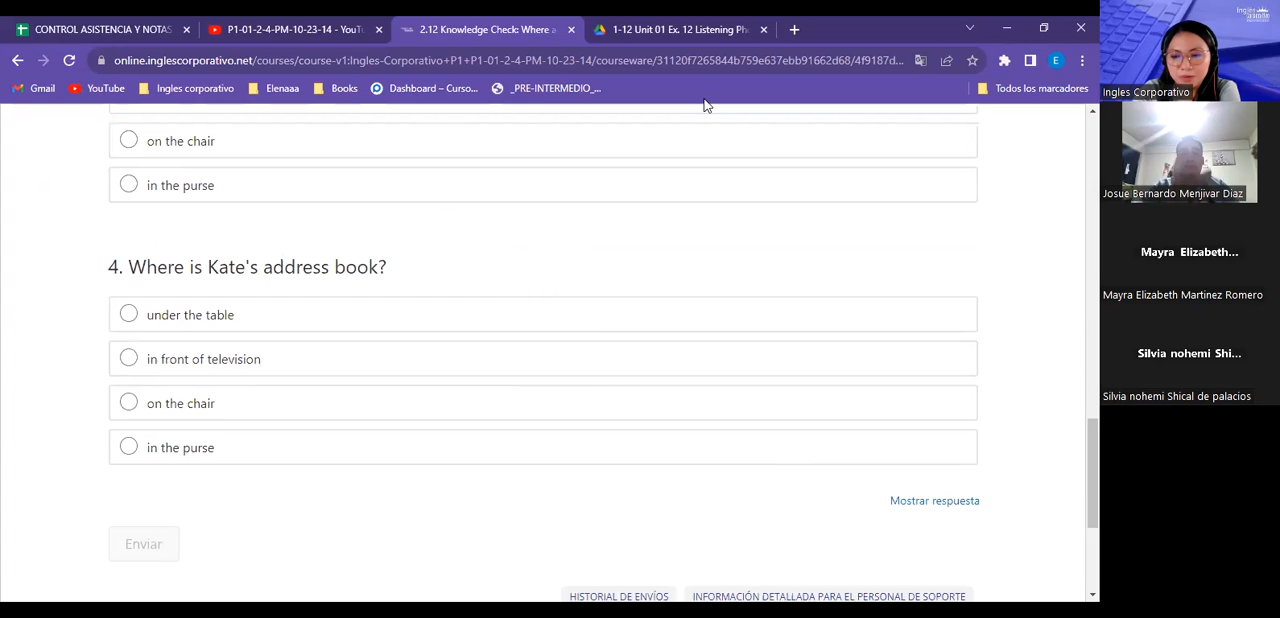 CONTROL ASISTENCIA Y NOTAS
P1-01-2-4-PM-10-23-14 - YouTu
2.12 Knowledge Check: Where a
1-12 Unit 01 Ex. 12 Listening Pho
online.inglescorporativo.net/courses/course-v1:Ingles-Corporativo+P1+P1-01-2-4-PM-10-23-14/courseware/31120f7265844b759e637ebb91662d68/4f9187d...
E
Gmail
YouTube
Ingles corporativo
Elenaaa
Books
Dashboard – Curso...
_PRE-INTERMEDIO_...
Todos los marcadores
on the chair
in the purse
4. Where is Kate's address book?
under the table
in front of television
on the chair
in the purse
Mostrar respuesta
Enviar
HISTORIAL DE ENVÍOS
INFORMACIÓN DETALLADA PARA EL PERSONAL DE SOPORTE
Ingles Corporativo
Josue Bernardo Menjivar Diaz
Mayra Elizabeth...
Mayra Elizabeth Martinez Romero
Silvia nohemi Shi...
Silvia nohemi Shical de palacios